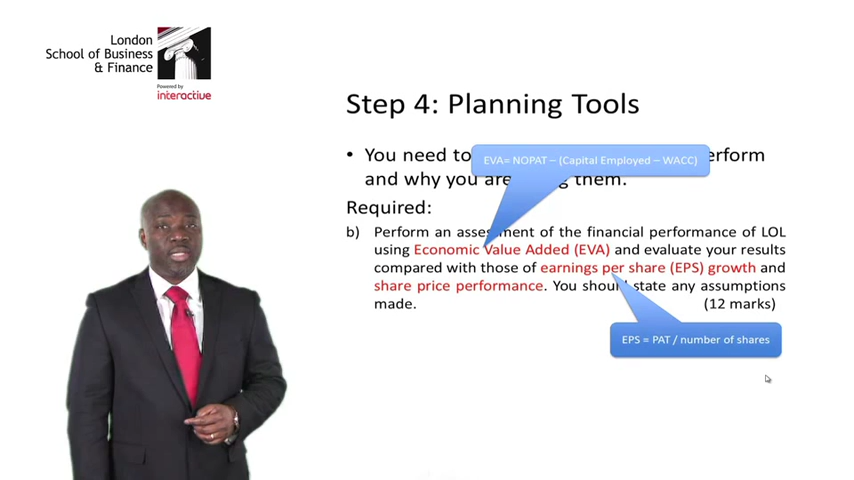 London
School of Business
& Finance
Powered by
interactive
Step 4: Planning Tools
• You need to erform
EVA= NOPAT – (Capital Employed – WACC)
and why you are g them.
Required:
b) Perform an assessment of the financial performance of LOL
using Economic Value Added (EVA) and evaluate your results
compared with those of earnings per share (EPS) growth and
share price performance. You should state any assumptions
made. (12 marks)
EPS = PAT / number of shares